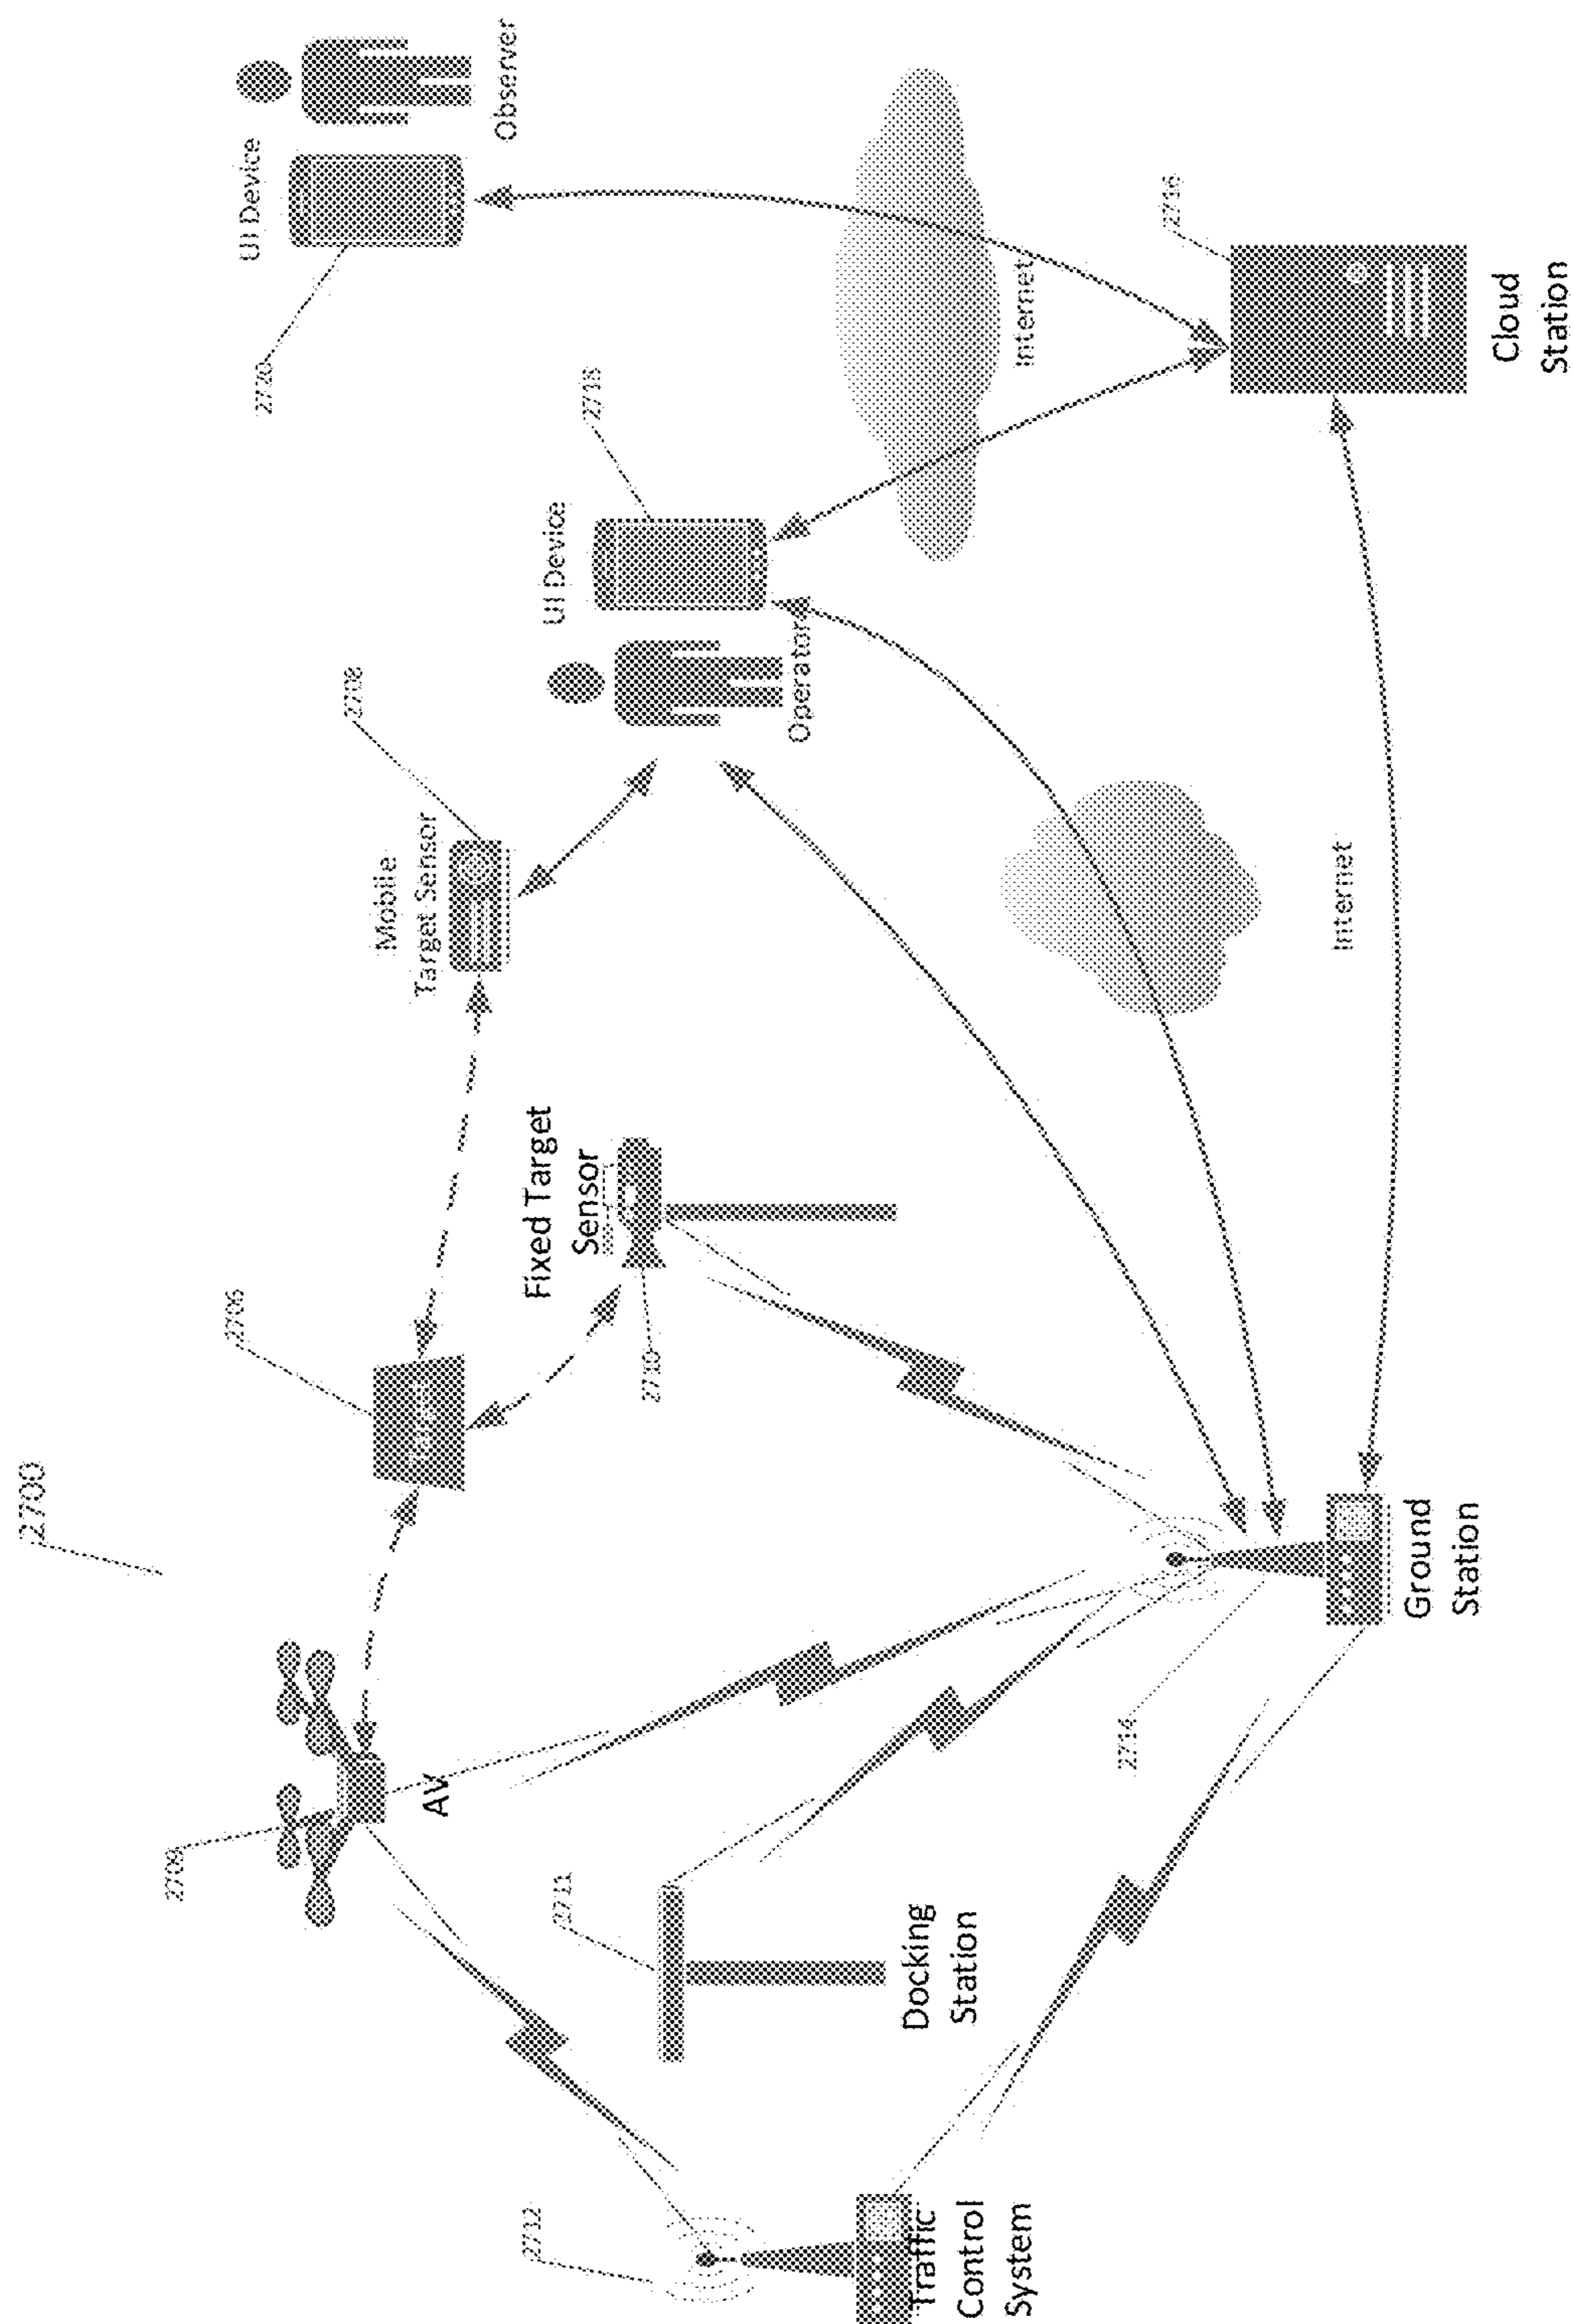 2700
2709
AV
2706
Mobile
Target Sensor
2708
UI Device
2720
Observer
2712
Traffic
Control
System
2711
Docking
Station
Fixed Target
Sensor
2710
UI Device
2718
Operator
Internet
2714
Ground
Station
Internet
2716
Cloud
Station